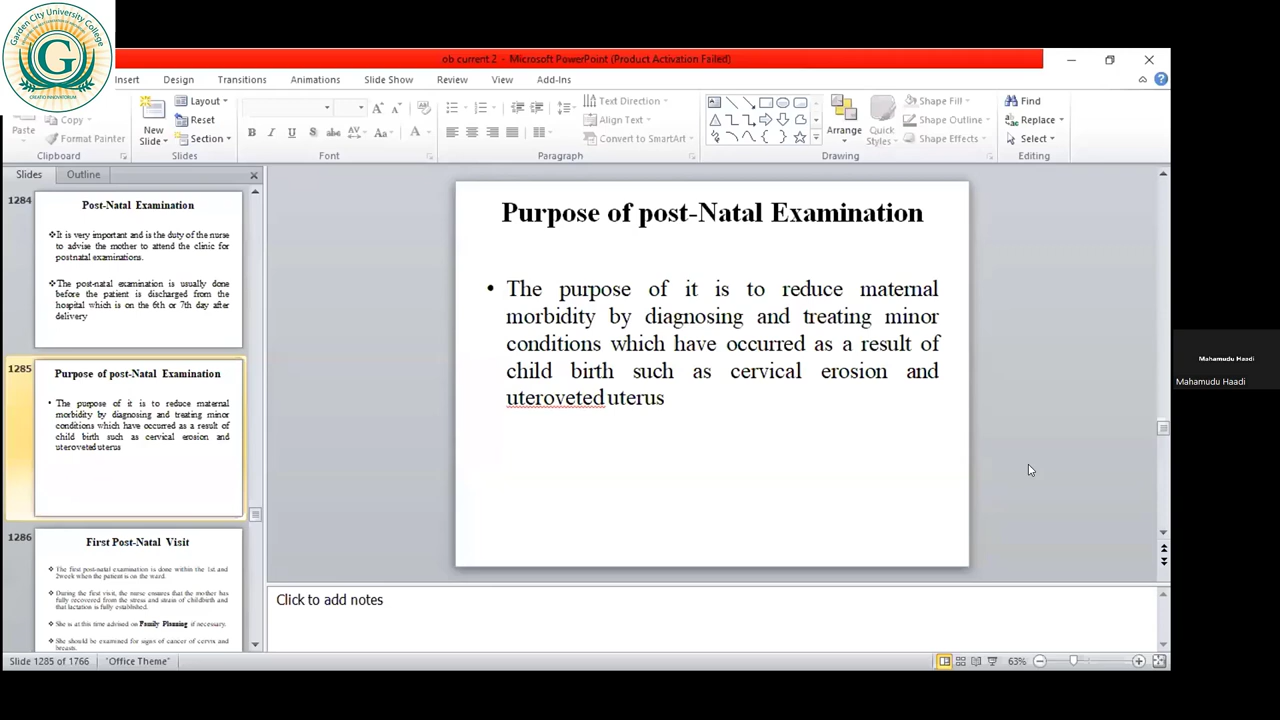 Garden City University College
G
ob current 2 - Microsoft PowerPoint (Product Activation Failed)
Insert Design Transitions Animations Slide Show Review View Add-Ins
Paste
Copy
Format Painter
Clipboard
New
Slide
Layout
Reset
Section
Slides
B I U S abc AV Aa A
Font
Text Direction
Align Text
Convert to SmartArt
Paragraph
Arrange
Quick
Styles
Shape Fill
Shape Outline
Shape Effects
Drawing
Find
Replace
Select
Editing
Slides Outline
1284
Post-Natal Examination
It is very important and is the duty of the nurse
to advise the mother to attend the clinic for
postnatal examinations.
The post-natal examination is usually done
before the patient is discharged from the
hospital which is on the 6th or 7th day after
delivery
1285
Purpose of post-Natal Examination
• The purpose of it is to reduce maternal
morbidity by diagnosing and treating minor
conditions which have occurred as a result of
child birth such as cervical erosion and
uteroveted uterus
1286
First Post-Natal Visit
The first post-natal examination is done within the 1st and
2week when the patient is on the ward.
During the first visit, the nurse ensures that the mother has
fully recovered from the stress and strain of childbirth and
that lactation is fully established.
She is at this time advised on Family Planning if necessary.
She should be examined for signs of cancer of cervix and
breasts.
Purpose of post-Natal Examination
• The purpose of it is to reduce maternal
morbidity by diagnosing and treating minor
conditions which have occurred as a result of
child birth such as cervical erosion and
uteroveted uterus
Click to add notes
Mahamudu Haadi
Mahamudu Haadi
Slide 1285 of 1766 "Office Theme" 63%